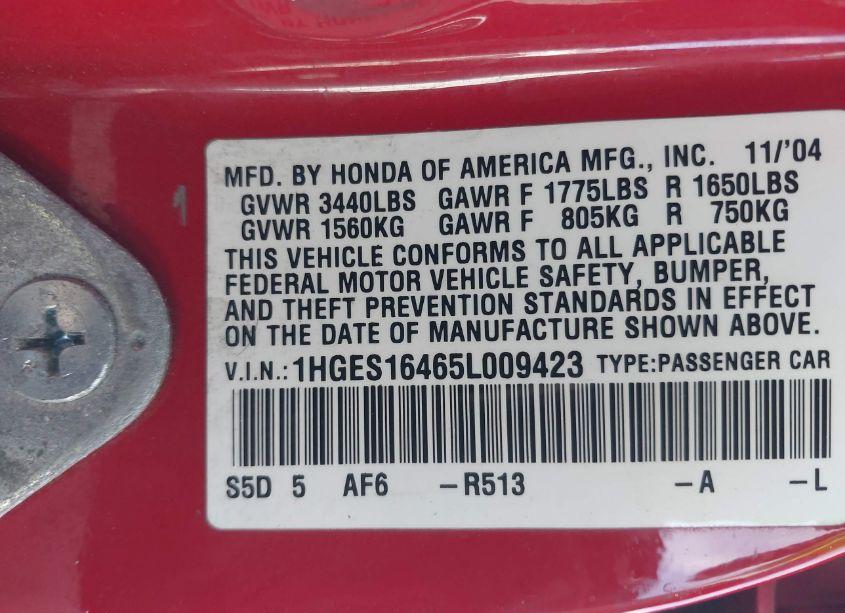 MFD. BY HONDA OF AMERICA MFG., INC. 11/'04
GVWR 3440LBS GAWR F 1775LBS R 1650LBS
GVWR 1560KG GAWR F 805KG R 750KG
THIS VEHICLE CONFORMS TO ALL APPLICABLE
FEDERAL MOTOR VEHICLE SAFETY, BUMPER,
AND THEFT PREVENTION STANDARDS IN EFFECT
ON THE DATE OF MANUFACTURE SHOWN ABOVE.
V.I.N.: 1HGES16465L009423 TYPE:PASSENGER CAR
S5D 5 AF6 –R513 –A –L
1